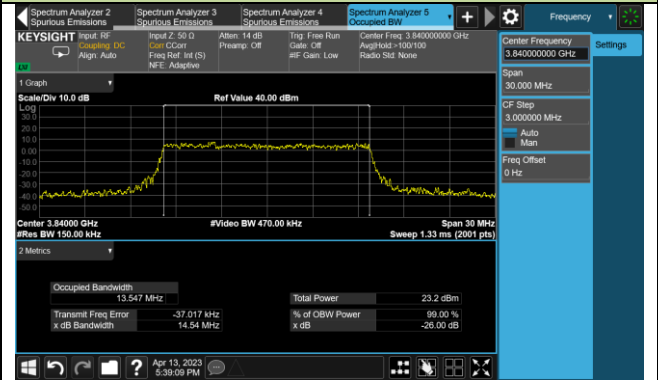 Spectrum Analyzer 2
Spurious Emissions
Spectrum Analyzer 3
Spurious Emissions
Spectrum Analyzer 4
Spurious Emissions
Spectrum Analyzer 5
Occupied BW
Frequency
KEYSIGHT
Input: RF
Coupling: DC
Align: Auto
Input Z: 50 Ω
Corr CCorr
Freq Ref: Int (S)
NFE: Adaptive
Atten: 14 dB
Preamp: Off
Trig: Free Run
Gate: Off
#IF Gain: Low
Center Freq: 3.840000000 GHz
Avg|Hold:>100/100
Radio Std: None
Center Frequency
3.840000000 GHz
Settings
Span
30.000 MHz
CF Step
3.000000 MHz
Auto
Man
Freq Offset
0 Hz
1 Graph
Scale/Div 10.0 dB
Ref Value 40.00 dBm
Log
30.0
20.0
10.0
0.00
-10.0
-20.0
-30.0
-40.0
-50.0
Center 3.84000 GHz
#Video BW 470.00 kHz
Span 30 MHz
#Res BW 150.00 kHz
Sweep 1.33 ms (2001 pts)
2 Metrics
Occupied Bandwidth
13.547 MHz
Total Power
23.2 dBm
Transmit Freq Error
-37.017 kHz
% of OBW Power
99.00 %
x dB Bandwidth
14.54 MHz
x dB
-26.00 dB
Apr 13, 2023
5:39:09 PM